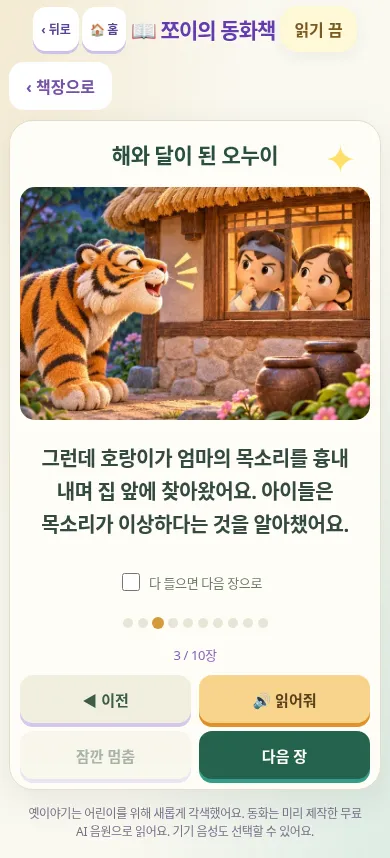 ‹ 뒤로
🏠 홈
📖 쪼이의 동화책
읽기 끔
‹ 책장으로
해와 달이 된 오누이
그런데 호랑이가 엄마의 목소리를 흉내
내며 집 앞에 찾아왔어요. 아이들은
목소리가 이상하다는 것을 알아챘어요.
다 들으면 다음 장으로
3 / 10장
◀ 이전
🔊 읽어줘
잠깐 멈춤
다음 장
옛이야기는 어린이를 위해 새롭게 각색했어요. 동화는 미리 제작한 무료
AI 음원으로 읽어요. 기기 음성도 선택할 수 있어요.